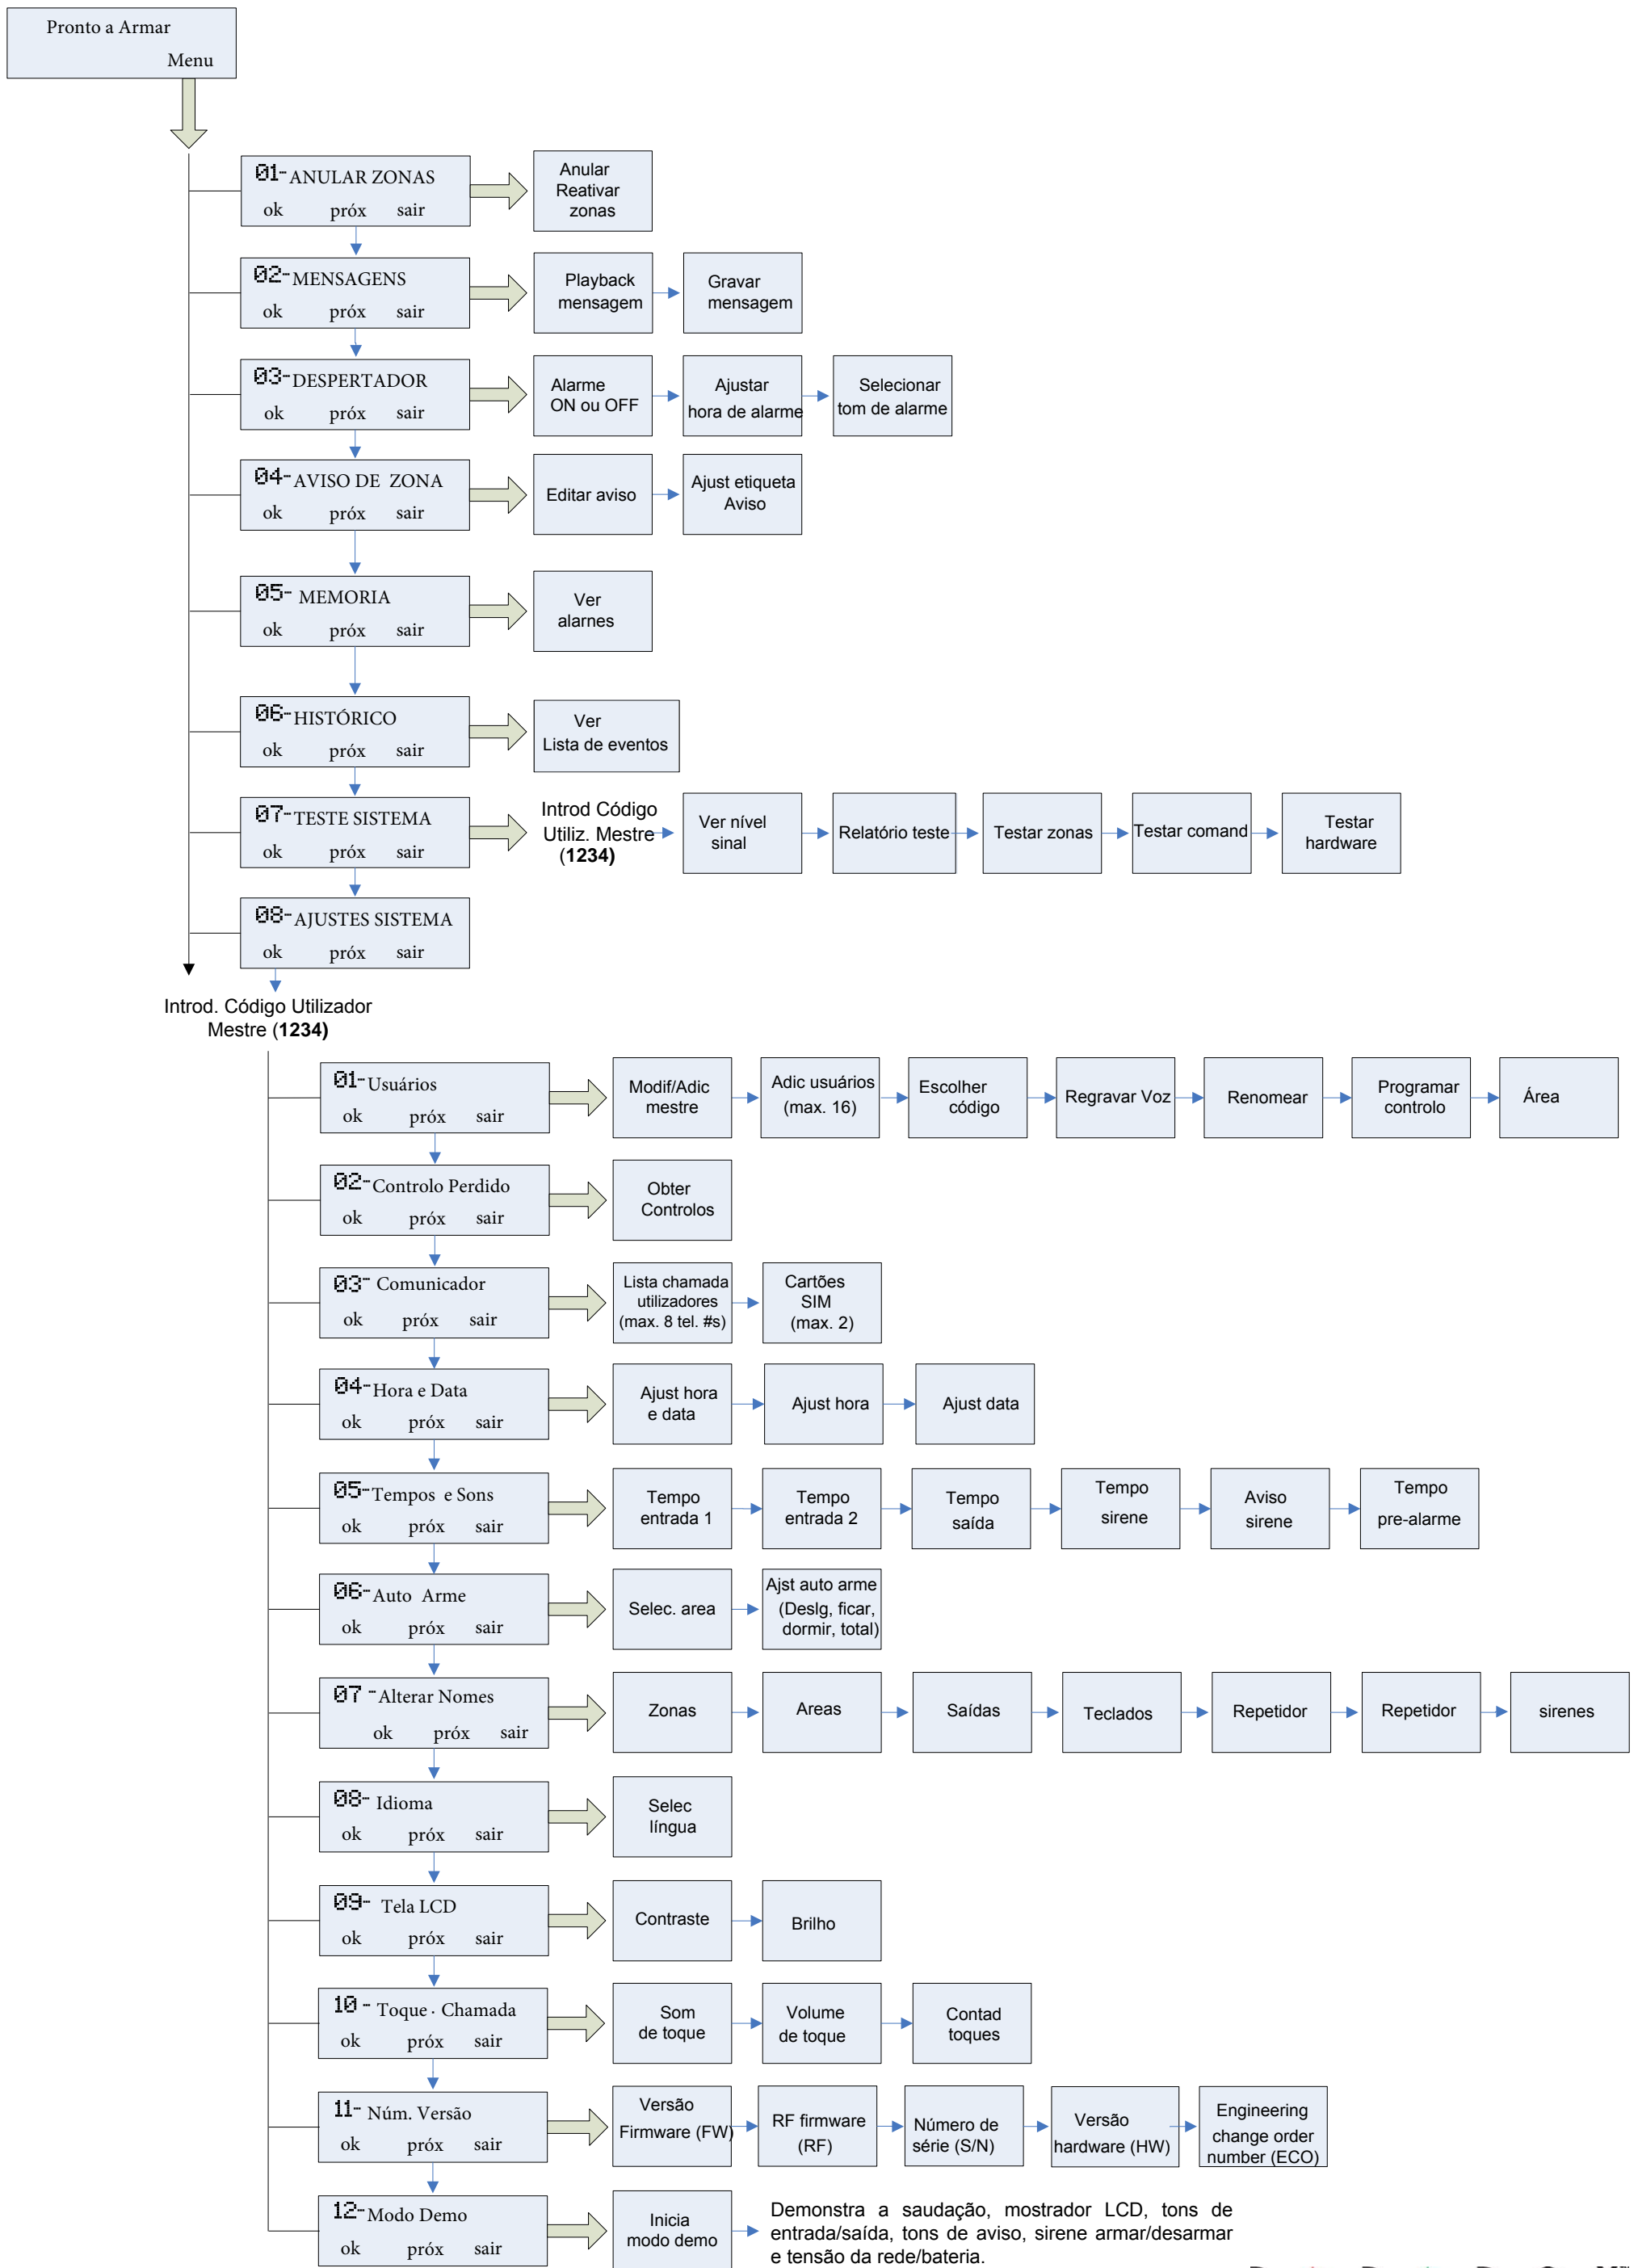 Pronto a Armar
Menu
01-ANULAR ZONAS
ok próx sair
Anular
Reativar
zonas
02-MENSAGENS
ok próx sair
Playback
mensagem
Gravar
mensagem
03-DESPERTADOR
ok próx sair
Alarme
ON ou OFF
Ajustar
hora de alarme
Selecionar
tom de alarme
04-AVISO DE ZONA
ok próx sair
Editar aviso
Ajust etiqueta
Aviso
05- MEMORIA
ok próx sair
Ver
alarnes
06-HISTÓRICO
ok próx sair
Ver
Lista de eventos
07-TESTE SISTEMA
ok próx sair
Introd Código
Utiliz. Mestre
(1234)
Ver nível
sinal
Relatório teste
Testar zonas
Testar comand
Testar
hardware
08-AJUSTES SISTEMA
ok próx sair
Introd. Código Utilizador
Mestre (1234)
01-Usuários
ok próx sair
Modif/Adic
mestre
Adic usuários
(max. 16)
Escolher
código
Regravar Voz
Renomear
Programar
controlo
Área
02-Controlo Perdido
ok próx sair
Obter
Controlos
03- Comunicador
ok próx sair
Lista chamada
utilizadores
(max. 8 tel. #s)
Cartões
SIM
(max. 2)
04-Hora e Data
ok próx sair
Ajust hora
e data
Ajust hora
Ajust data
05-Tempos e Sons
ok próx sair
Tempo
entrada 1
Tempo
entrada 2
Tempo
saída
Tempo
sirene
Aviso
sirene
Tempo
pre-alarme
06-Auto Arme
ok próx sair
Selec. area
Ajst auto arme
(Deslg, ficar,
dormir, total)
07 -Alterar Nomes
ok próx sair
Zonas
Areas
Saídas
Teclados
Repetidor
Repetidor
sirenes
08- Idioma
ok próx sair
Selec
língua
09- Tela LCD
ok próx sair
Contraste
Brilho
10 - Toque · Chamada
ok próx sair
Som
de toque
Volume
de toque
Contad
toques
11- Núm. Versão
ok próx sair
Versão
Firmware (FW)
RF firmware
(RF)
Número de
série (S/N)
Versão
hardware (HW)
Engineering
change order
number (ECO)
12-Modo Demo
ok próx sair
Inicia
modo demo
Demonstra a saudação, mostrador LCD, tons de
entrada/saída, tons de aviso, sirene armar/desarmar
e tensão da rede/bateria.